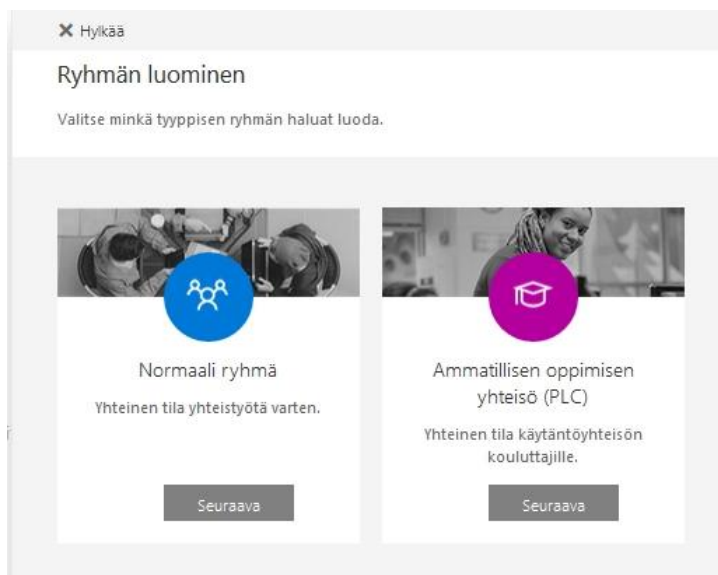 Hylkää
Ryhmän luominen
Valitse minkä tyyppisen ryhmän haluat luoda.
Normaali ryhmä
Yhteinen tila yhteistyötä varten.
Seuraava
Ammatillisen oppimisen
yhteisö (PLC)
Yhteinen tila käytäntöyhteisön
kouluttajille.
Seuraava